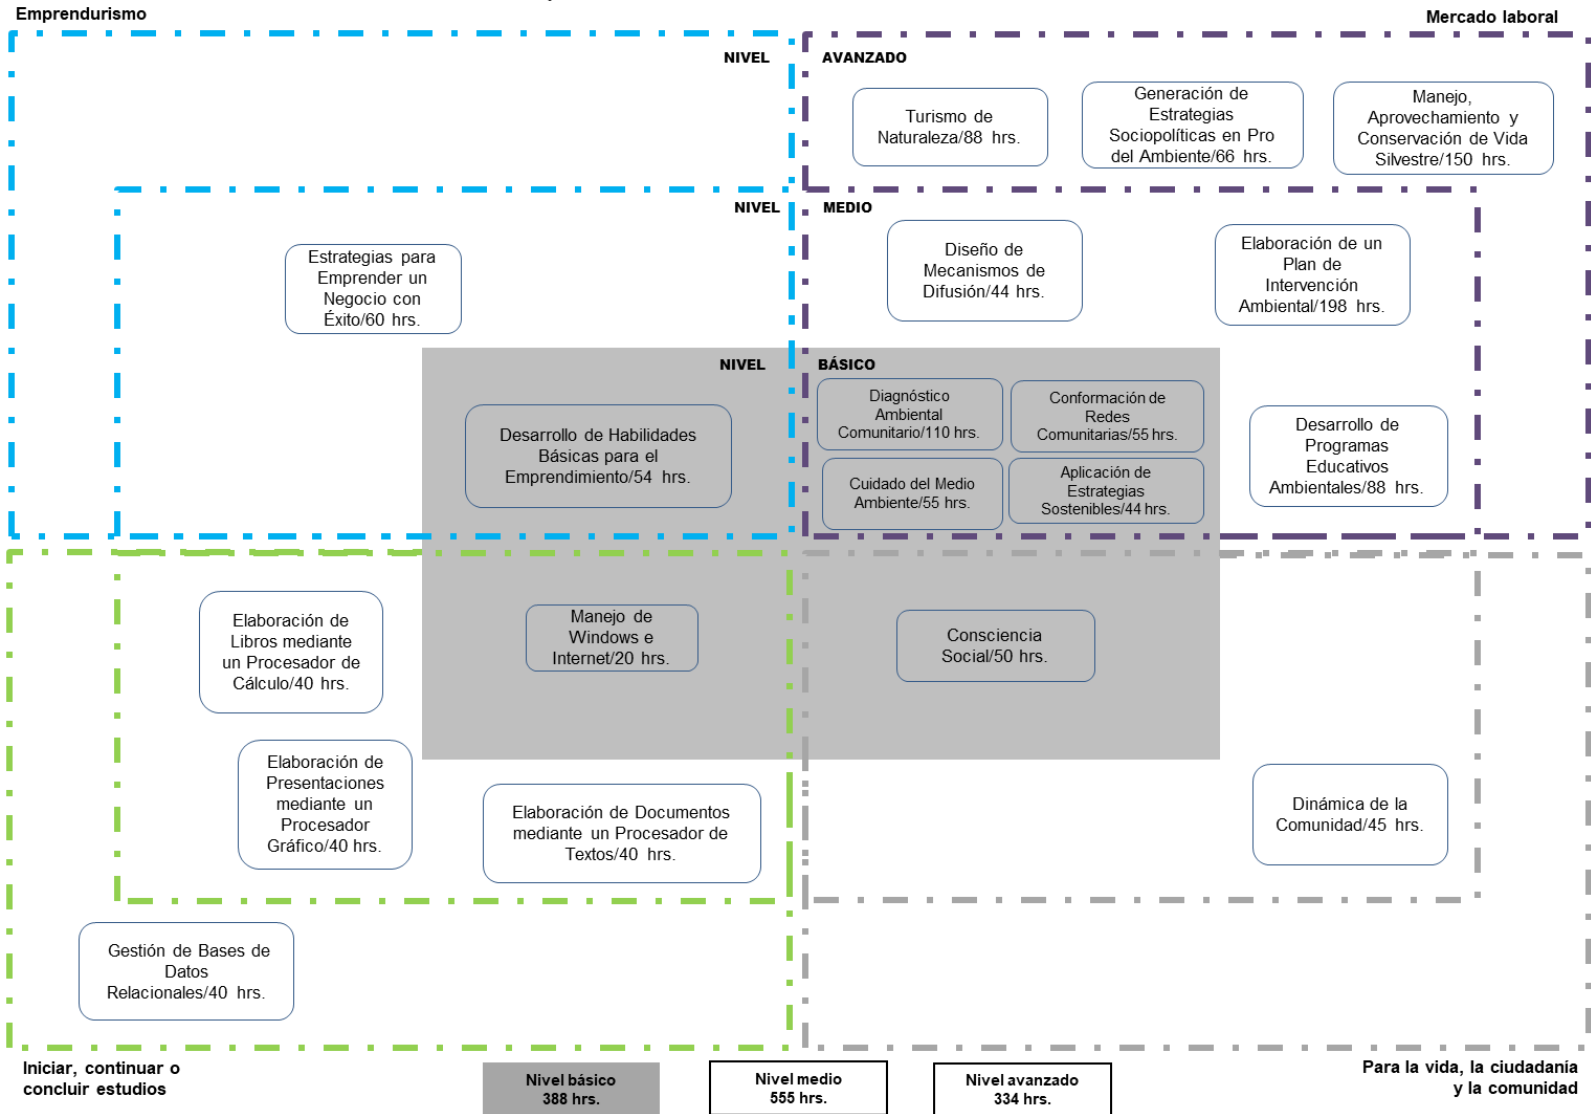 Emprendurismo
Mercado laboral
NIVEL
AVANZADO
Turismo de
Naturaleza/88 hrs.
Generación de
Estrategias
Sociopolíticas en Pro
del Ambiente/66 hrs.
Manejo,
Aprovechamiento y
Conservación de Vida
Silvestre/150 hrs.
NIVEL
MEDIO
Estrategias para
Emprender un
Negocio con
Éxito/60 hrs.
Diseño de
Mecanismos de
Difusión/44 hrs.
Elaboración de un
Plan de
Intervención
Ambiental/198 hrs.
NIVEL
BÁSICO
Desarrollo de Habilidades
Básicas para el
Emprendimiento/54 hrs.
Diagnóstico
Ambiental
Comunitario/110 hrs.
Conformación de
Redes
Comunitarias/55 hrs.
Cuidado del Medio
Ambiente/55 hrs.
Aplicación de
Estrategias
Sostenibles/44 hrs.
Desarrollo de
Programas
Educativos
Ambientales/88 hrs.
Elaboración de
Libros mediante
un Procesador de
Cálculo/40 hrs.
Manejo de
Windows e
Internet/20 hrs.
Consciencia
Social/50 hrs.
Elaboración de
Presentaciones
mediante un
Procesador
Gráfico/40 hrs.
Elaboración de Documentos
mediante un Procesador de
Textos/40 hrs.
Dinámica de la
Comunidad/45 hrs.
Gestión de Bases de
Datos
Relacionales/40 hrs.
Iniciar, continuar o
concluir estudios
Nivel básico
388 hrs.
Nivel medio
555 hrs.
Nivel avanzado
334 hrs.
Para la vida, la ciudadanía
y la comunidad